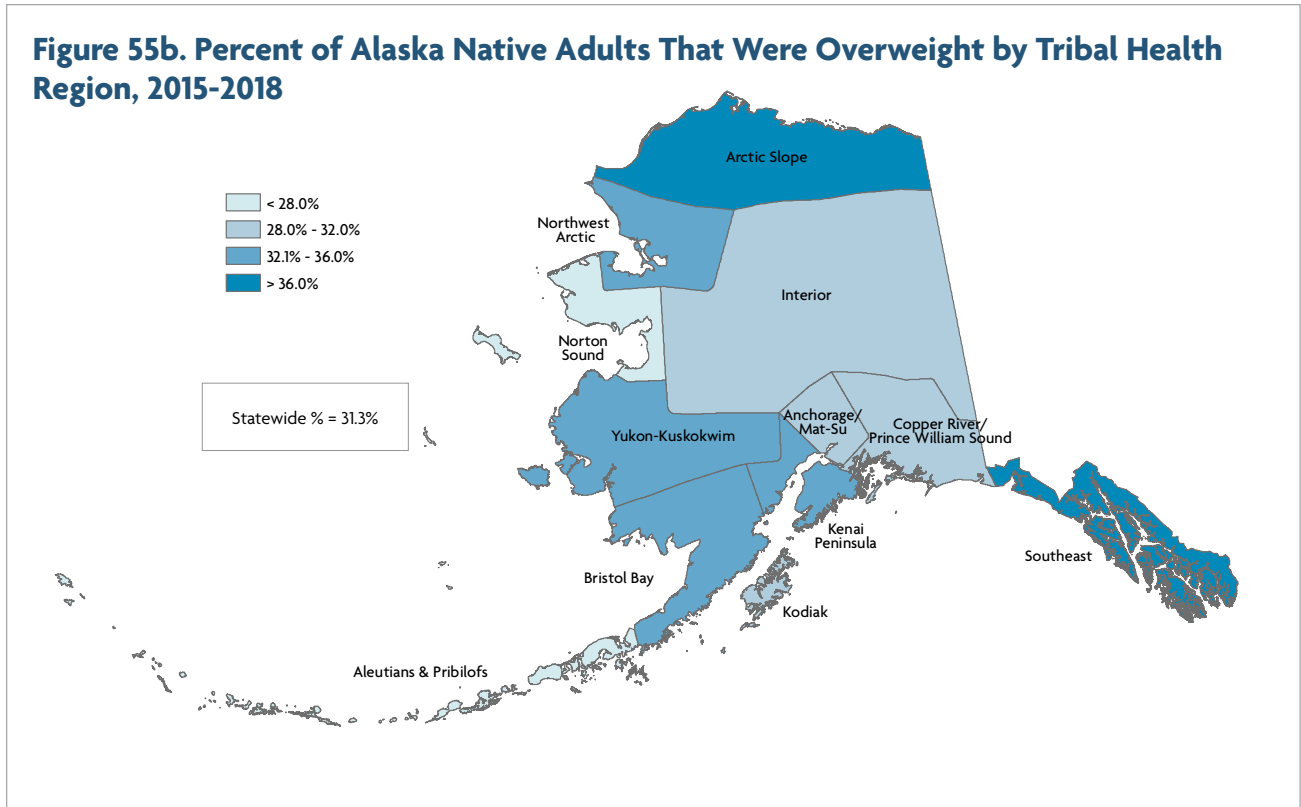 Figure 55b. Percent of Alaska Native Adults That Were Overweight by Tribal Health
Region, 2015-2018
Arctic Slope
< 28.0%
28.0% - 32.0%
32.1% - 36.0%
> 36.0%
Northwest
Arctic
Interior
Norton
Sound
Statewide % = 31.3%
Anchorage/
Mat-Su
Copper River/
Prince William Sound
Yukon-Kuskokwim
Kenai
Peninsula
Southeast
Bristol Bay
Kodiak
Aleutians & Pribilofs